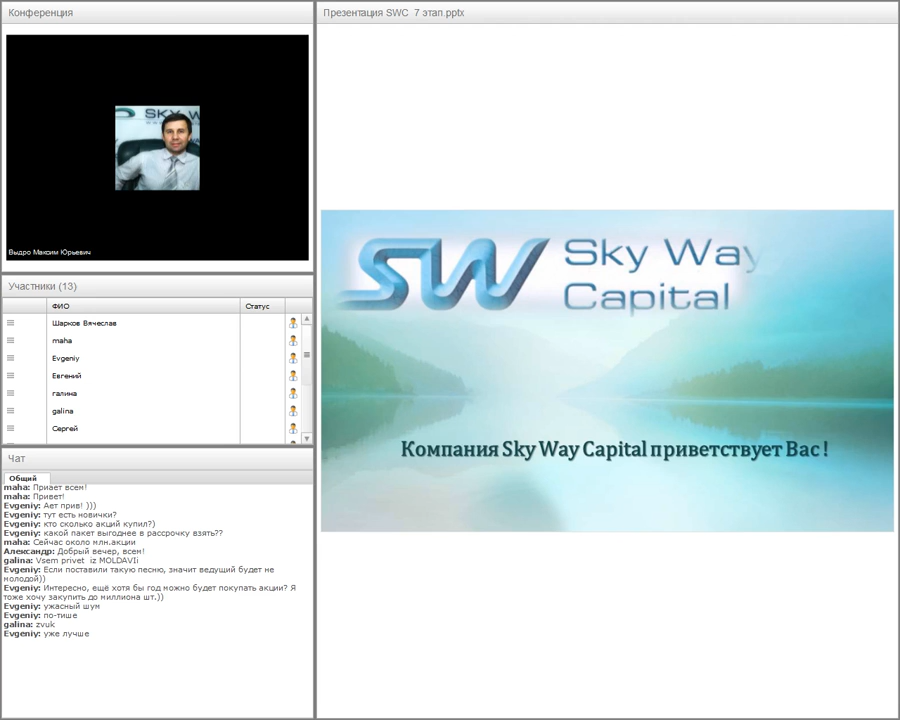 Конференция
SKY W
Выдро Максим Юрьевич
Участники (13)
ФИО Статус
Шарков Вячеслав
maha
Evgeniy
Евгений
галина
galina
Сергей
Чат
Общий
maha: Приает всем!
maha: Привет!
Evgeniy: Ает прив! )))
Evgeniy: тут есть новички?
Evgeniy: кто сколько акций купил?)
Evgeniy: какой пакет выгоднее в рассрочку взять??
maha: Сейчас около млн.акции
Александр: Добрый вечер, всем!
galina: Vsem privet iz MOLDAVIi
Evgeniy: Если поставили такую песню, значит ведущий будет не
молодой))
Evgeniy: Интересно, ещё хотя бы год можно будет покупать акции? Я
тоже хочу закупить до миллиона шт.))
Evgeniy: ужасный шум
Evgeniy: по-тише
galina: zvuk
Evgeniy: уже лучше
Презентация SWC 7 этап.pptx
SW Sky Way
Capital
Компания Sky Way Capital приветствует Вас !